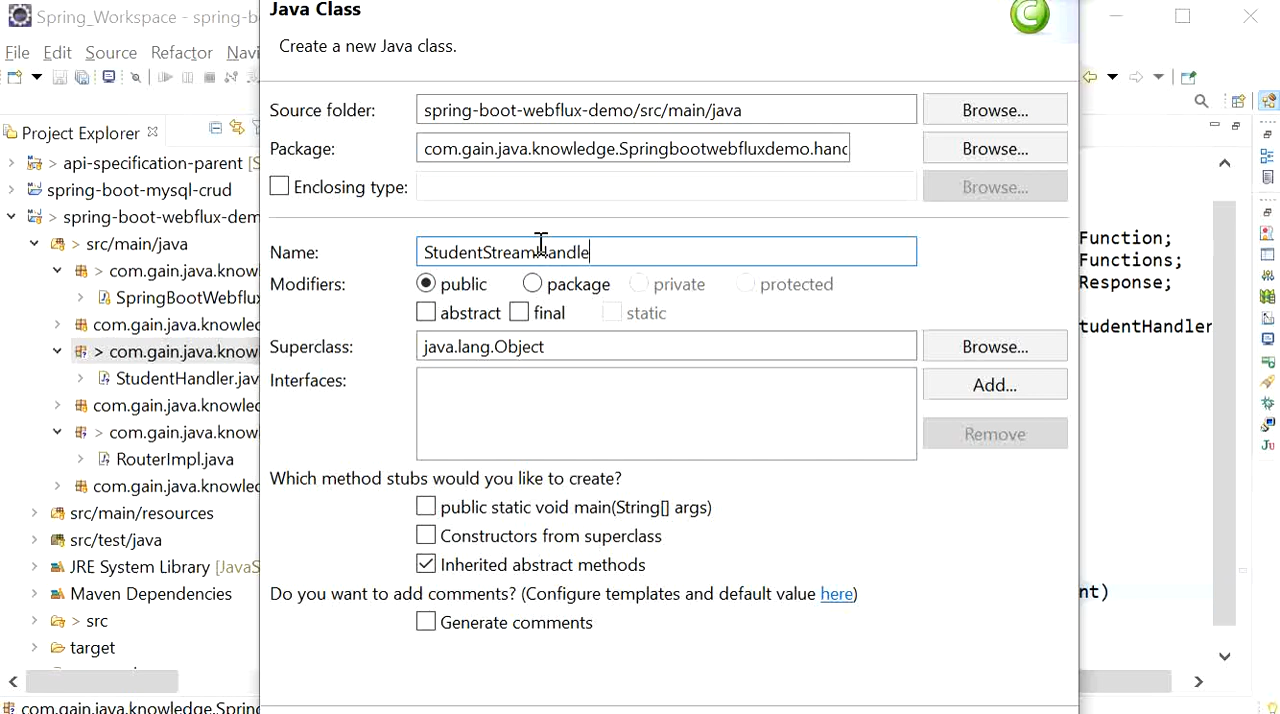 Spring_Workspace - spring-b
Java Class
Create a new Java class.
File Edit Source Refactor Navi
Project Explorer
api-specification-parent [S
spring-boot-mysql-crud
spring-boot-webflux-dem
src/main/java
com.gain.java.know
SpringBootWebflux
com.gain.java.knowle
com.gain.java.know
StudentHandler.jav
com.gain.java.knowle
com.gain.java.know
RouterImpl.java
com.gain.java.knowle
src/main/resources
src/test/java
JRE System Library [JavaS
Maven Dependencies
src
target
com.gain.java.knowledge.Spring
Source folder: spring-boot-webflux-demo/src/main/java Browse...
Package: com.gain.java.knowledge.Springbootwebfluxdemo.hand Browse...
Enclosing type: Browse...
Name: StudentStreamHandle
Modifiers: public package private protected
abstract final static
Superclass: java.lang.Object Browse...
Interfaces: Add...
Remove
Which method stubs would you like to create?
public static void main(String[] args)
Constructors from superclass
Inherited abstract methods
Do you want to add comments? (Configure templates and default value here)
Generate comments
Function;
Functions;
Response;
tudentHandler
nt)
Ju